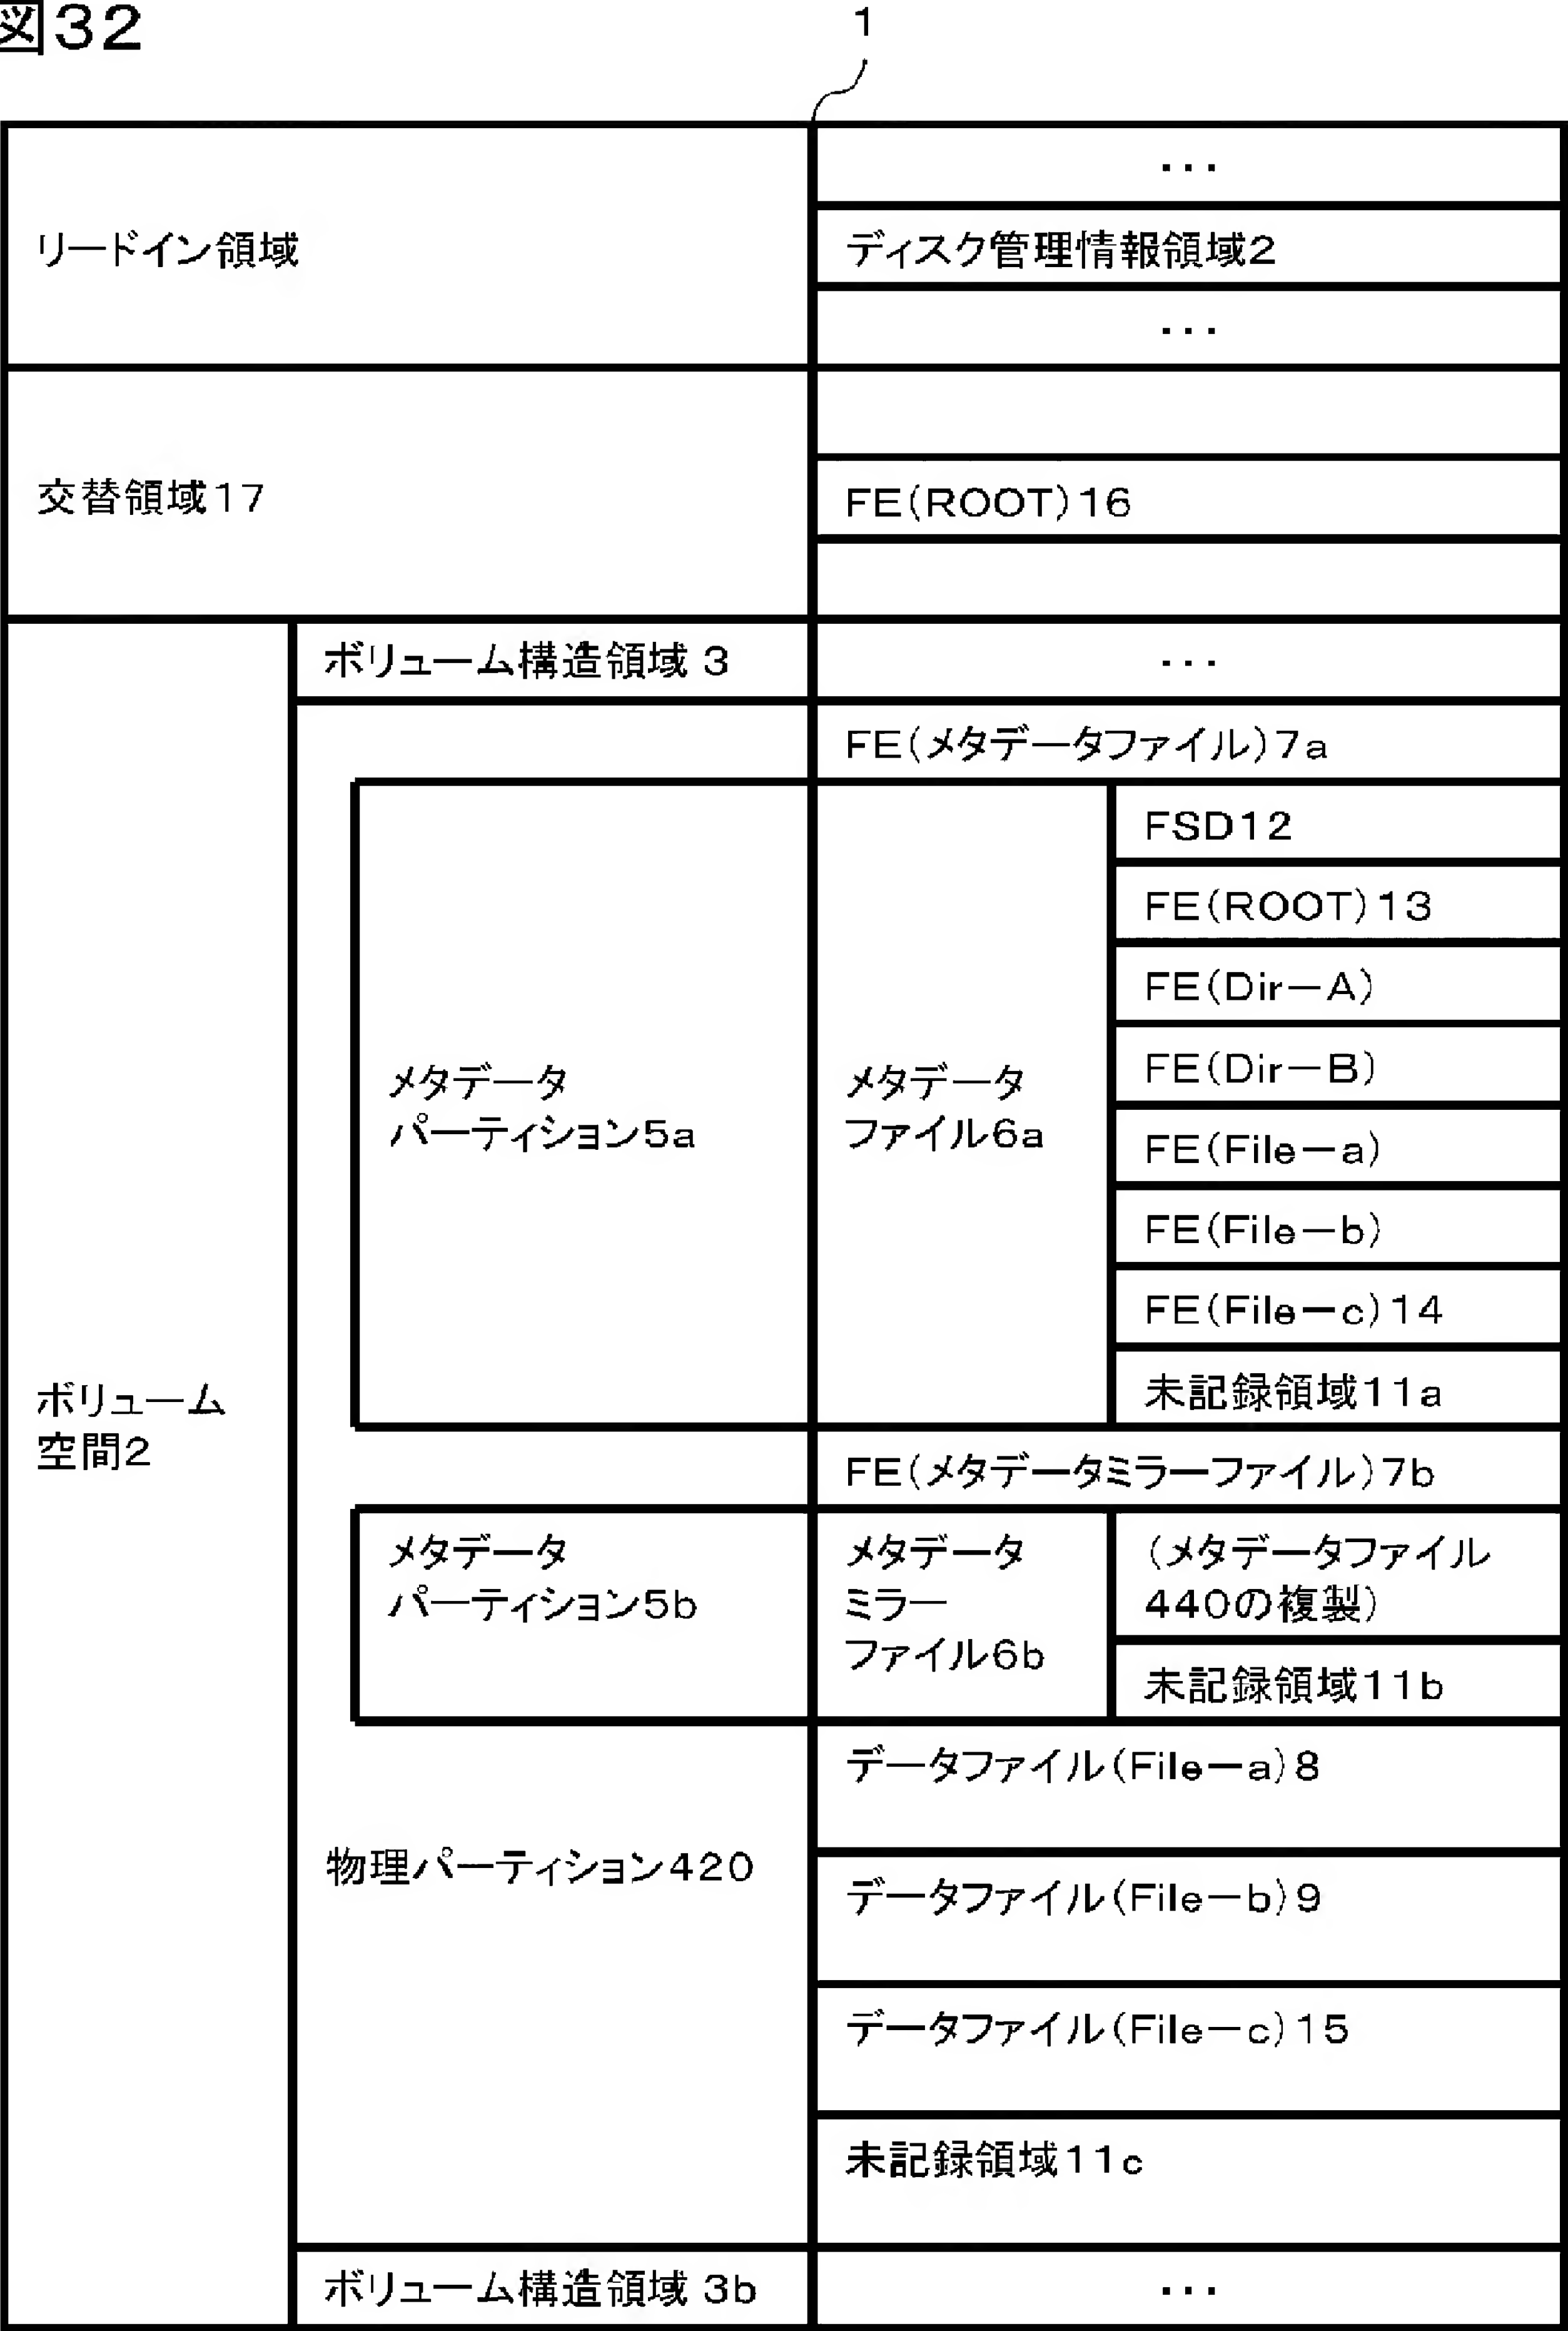 図32
1
・・・
リードイン領域
ディスク管理情報領域2
・・・
交替領域17
FE(ROOT)16
ボリューム構造領域 3
・・・
FE(メタデータファイル)7a
FSD12
FE(ROOT)13
FE(Dir-A)
FE(Dir-B)
メタデータ
パーティション5a
メタデータ
ファイル6a
FE(File-a)
FE(File-b)
FE(File-c)14
未記録領域11a
ボリューム
空間2
FE(メタデータミラーファイル)7b
メタデータ
パーティション5b
メタデータ
ミラー
ファイル6b
(メタデータファイル
440の複製)
未記録領域11b
データファイル(File-a)8
物理パーティション420
データファイル(File-b)9
データファイル(File-c)15
未記録領域11c
ボリューム構造領域 3b
・・・